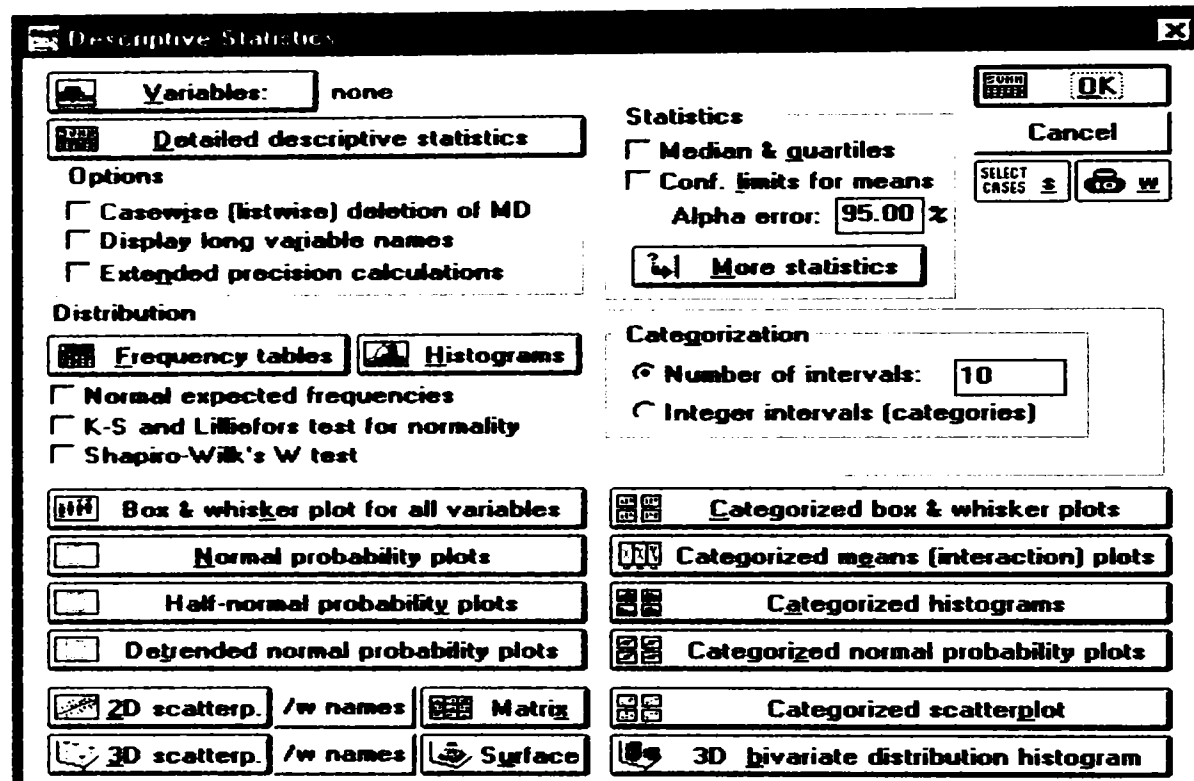 Descriptive Statistics
Variables: none
Detailed descriptive statistics
Options
Casewise (listwise) deletion of MD
Display long variable names
Extended precision calculations
Statistics
Median & quartiles
Conf. limits for means
Alpha error: 95.00 %
More statistics
OK
Cancel
SELECT CASES S
W
Distribution
Frequency tables
Histograms
Normal expected frequencies
K-S and Lilliefors test for normality
Shapiro-Wilk's W test
Categorization
Number of intervals: 10
Integer intervals (categories)
Box & whisker plot for all variables
Normal probability plots
Half-normal probability plots
Detrended normal probability plots
Categorized box & whisker plots
Categorized means (interaction) plots
Categorized histograms
Categorized normal probability plots
2D scatterp. /w names Matrix
3D scatterp. /w names Surface
Categorized scatterplot
3D bivariate distribution histogram